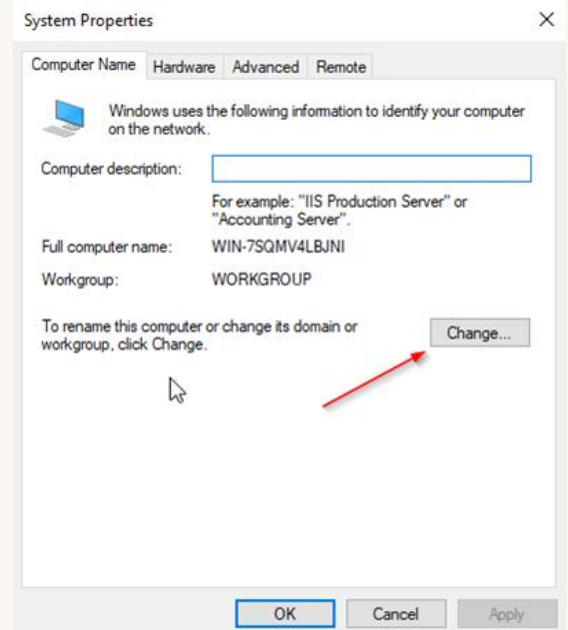 System Properties
Computer Name Hardware Advanced Remote
Windows uses the following information to identify your computer
on the network.
Computer description:
For example: "IIS Production Server" or
"Accounting Server".
Full computer name: WIN-7SQMV4LBJNI
Workgroup: WORKGROUP
To rename this computer or change its domain or
workgroup, click Change.
Change...
OK Cancel Apply